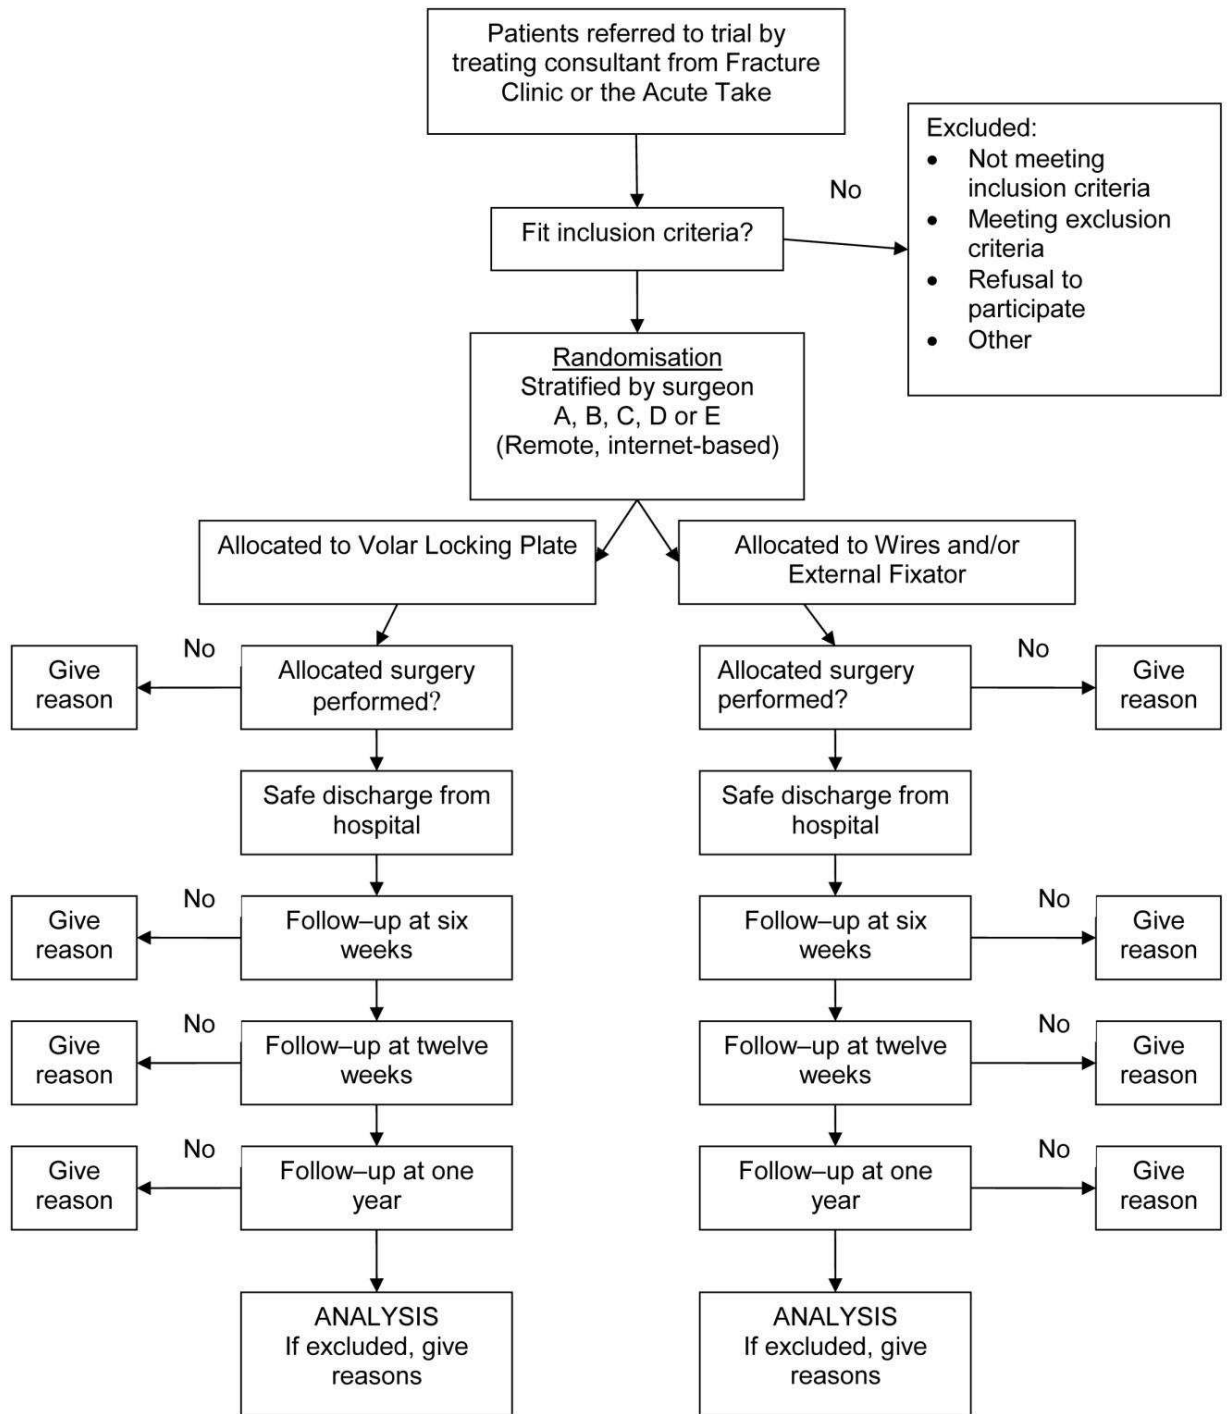 Patients referred to trial by
treating consultant from Fracture
Clinic or the Acute Take
Excluded:
• Not meeting
inclusion criteria
• Meeting exclusion
criteria
• Refusal to
participate
• Other
No
Fit inclusion criteria?
Randomisation
Stratified by surgeon
A, B, C, D or E
(Remote, internet-based)
Allocated to Volar Locking Plate
Allocated to Wires and/or
External Fixator
Give
reason
No
Allocated surgery
performed?
Allocated surgery
performed?
No
Give
reason
Safe discharge from
hospital
Safe discharge from
hospital
Give
reason
No
Follow–up at six
weeks
Follow–up at six
weeks
No
Give
reason
Give
reason
No
Follow–up at twelve
weeks
Follow–up at twelve
weeks
No
Give
reason
Give
reason
No
Follow–up at one
year
Follow–up at one
year
No
Give
reason
ANALYSIS
If excluded, give
reasons
ANALYSIS
If excluded, give
reasons